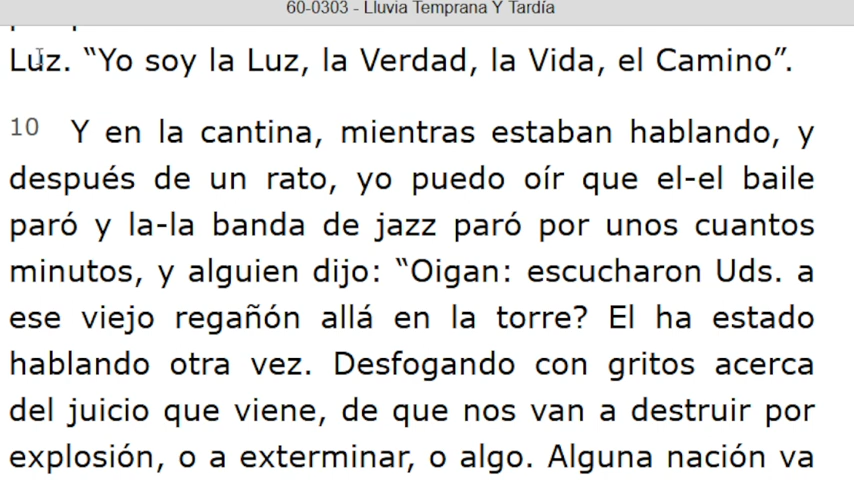 60-0303 - Lluvia Temprana Y Tardía
Luz. “Yo soy la Luz, la Verdad, la Vida, el Camino”.
10 Y en la cantina, mientras estaban hablando, y
después de un rato, yo puedo oír que el-el baile
paró y la-la banda de jazz paró por unos cuantos
minutos, y alguien dijo: “Oigan: escucharon Uds. a
ese viejo regañón allá en la torre? El ha estado
hablando otra vez. Desfogando con gritos acerca
del juicio que viene, de que nos van a destruir por
explosión, o a exterminar, o algo. Alguna nación va